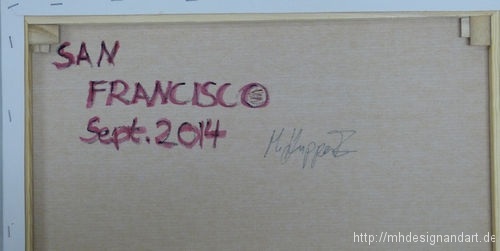 SAN
FRANCISCO
Sept. 2014
http://mhdesignandart.de